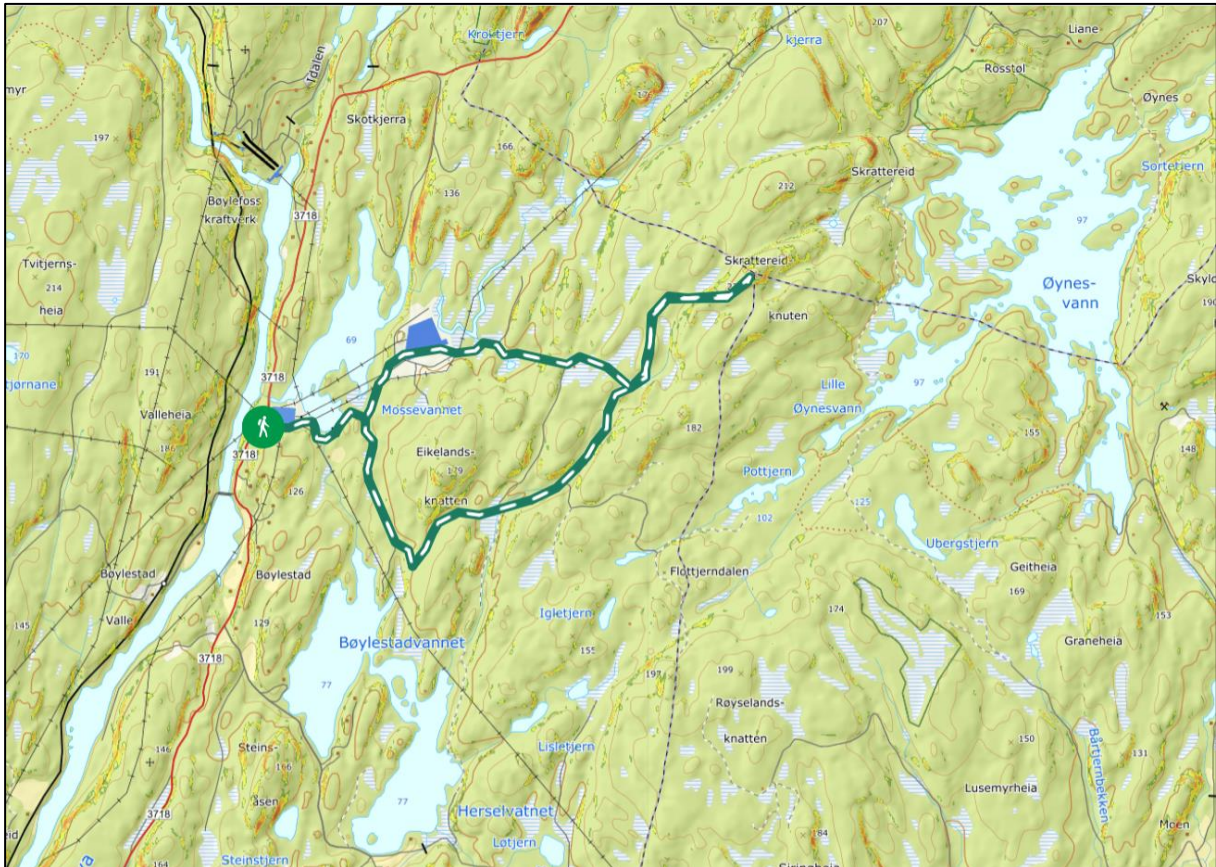 207
Liane
Kroktjern
kjerra
Rosstøl
myr
Tdalen
Øynes
Skotkjerra
197
166
Sortetjern
Skrattereid
136
212
Bøylefoss
kraftverk
3718
97
Tvitjerns-
214
heia
Skrattereid-
Øynes-
vann
knuten
69
170
tjørnane
191
3718
Lille
97
Øynesvann
Valleheia
Mossevannet
186
182
155
148
3718
Eikelands-
179
Pottjern
126
knatten
125
102
Ubergstjern
Bøylestad
Bøylestad
Flottjerndalen
Geitheia
169
174
153
145
Valle
129
Igletjern
Graneheia
Bøylestadvannet
155
3718
77
199
Røyselands-
knatten
146
Steins-
166
åsen
Lisletjern
150
131
Lusemyrheia
Bårtjernbekken
77
3718
Herselvatnet
Løtjern
184
Moen
Steinstjern
164